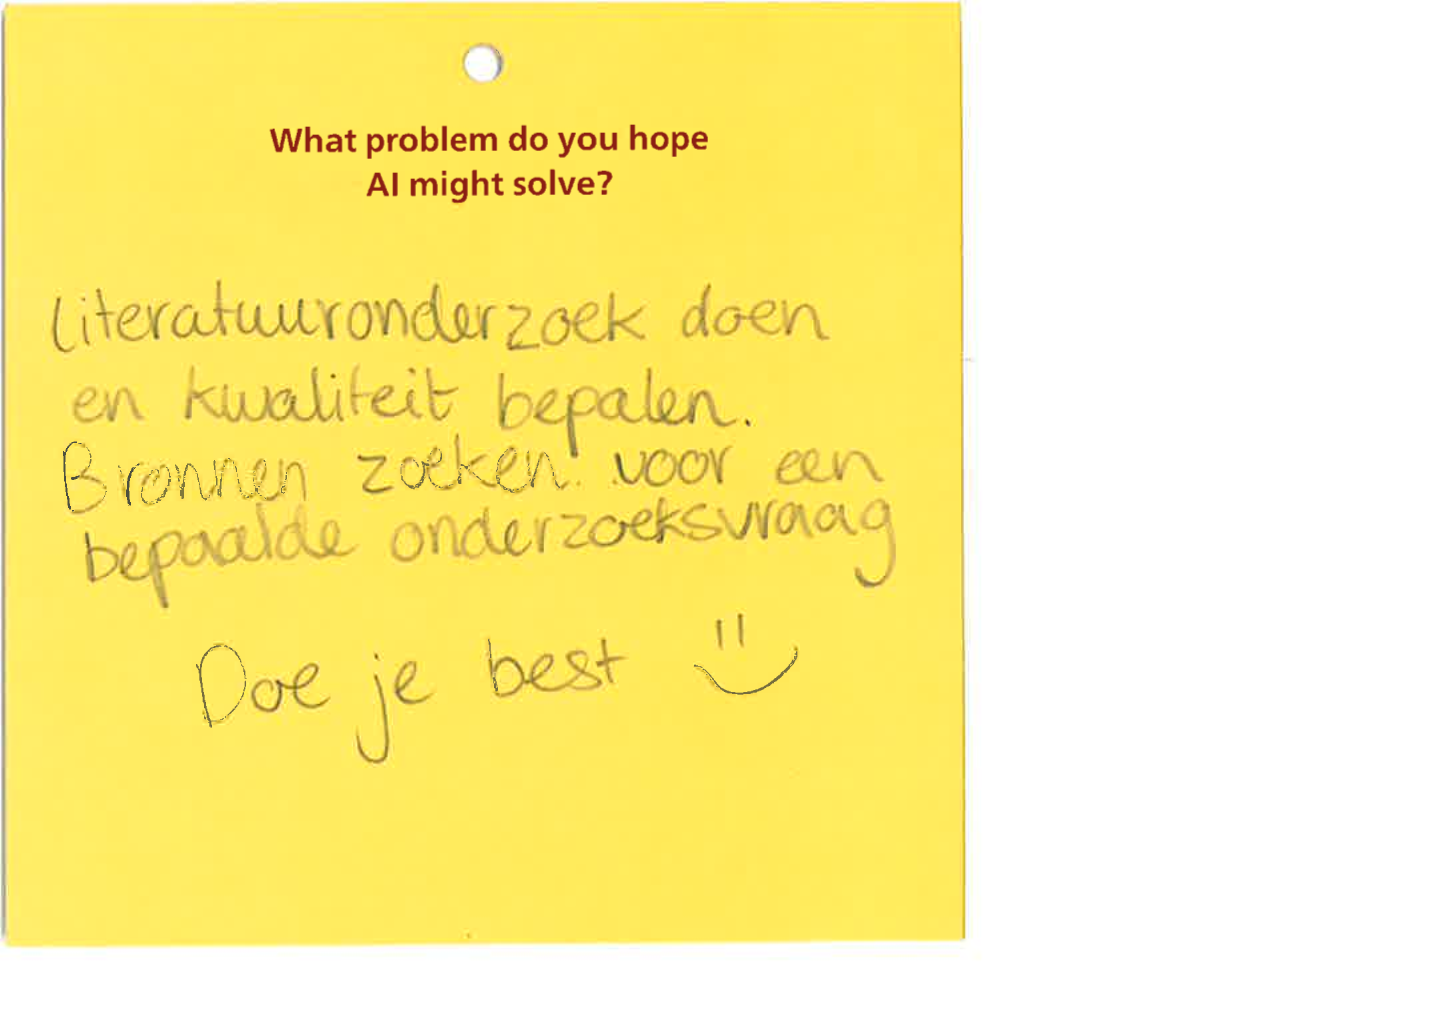 What problem do you hope
AI might solve?
Literatuuronderzoek doen
en kwaliteit bepalen.
Bronnen zoeken voor een
bepaalde onderzoeksvraag
Doe je best